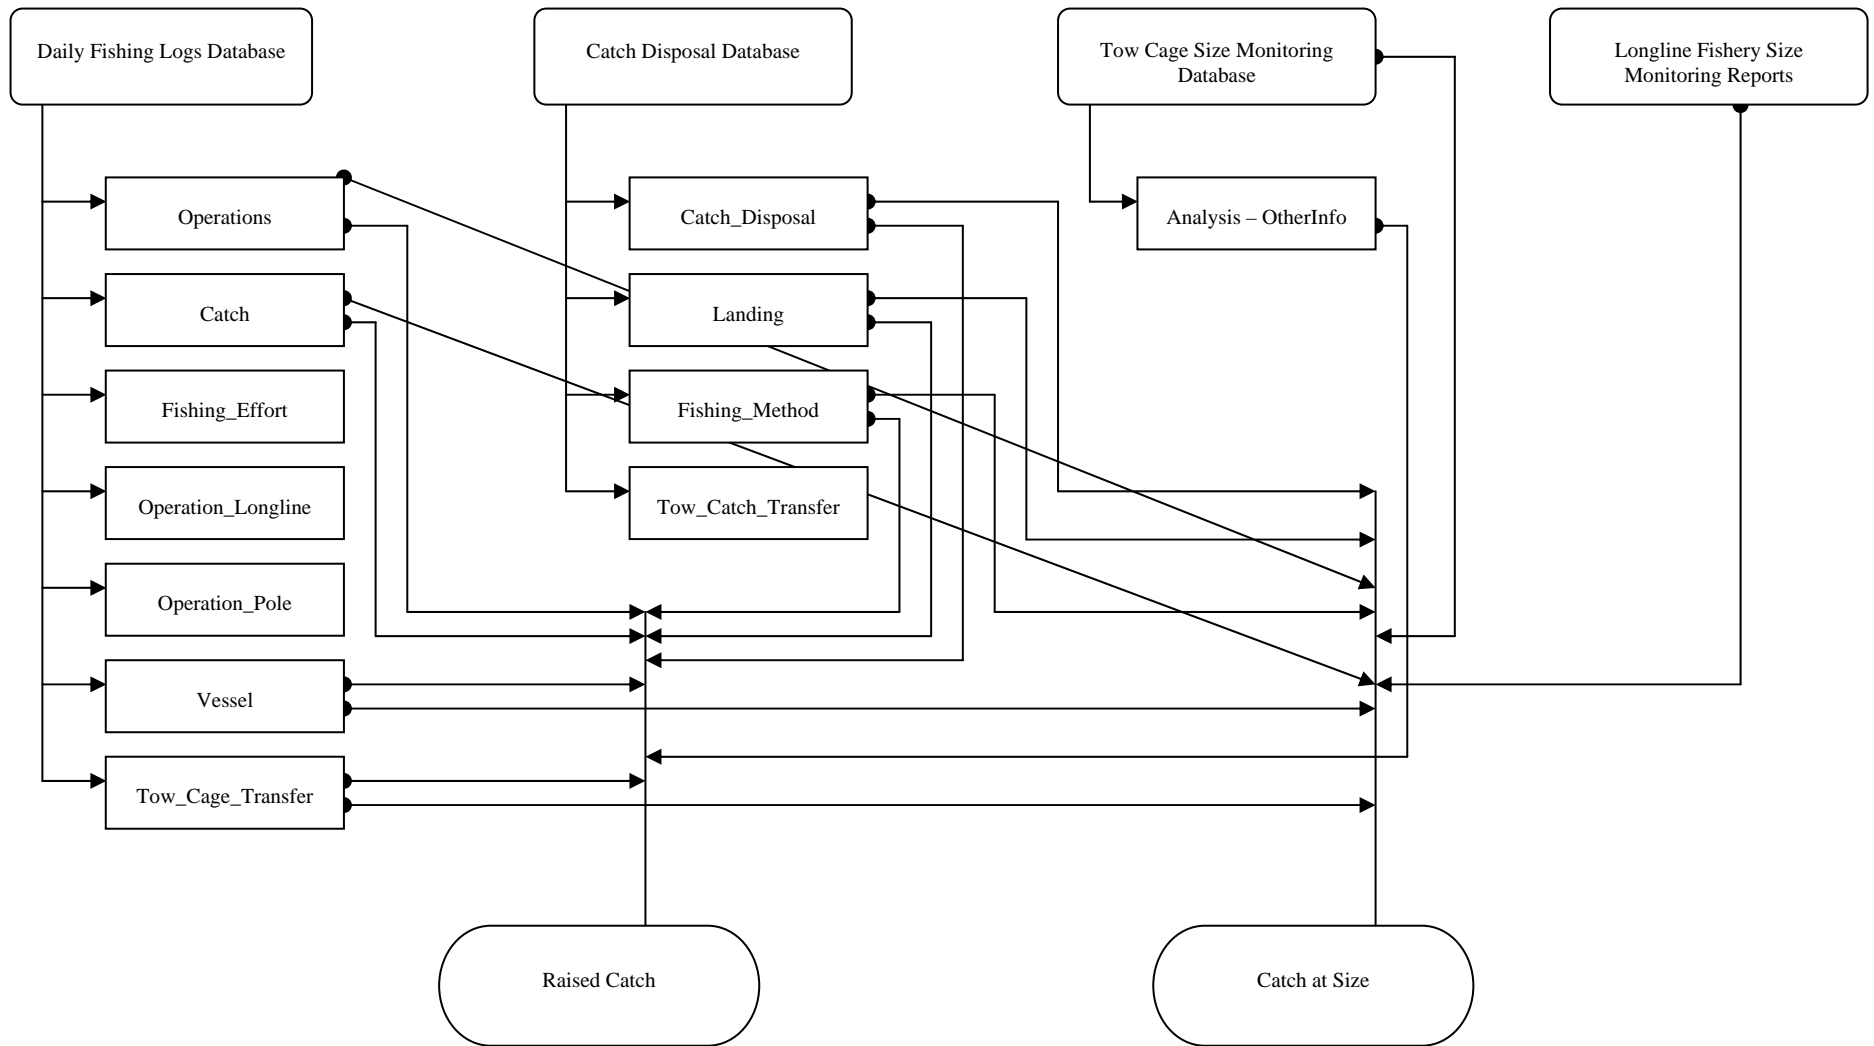 Daily Fishing Logs Database
Catch Disposal Database
Tow Cage Size Monitoring
Database
Longline Fishery Size
Monitoring Reports
Operations
Catch_Disposal
Analysis – OtherInfo
Catch
Landing
Fishing_Effort
Fishing_Method
Operation_Longline
Tow_Catch_Transfer
Operation_Pole
Vessel
Tow_Cage_Transfer
Raised Catch
Catch at Size